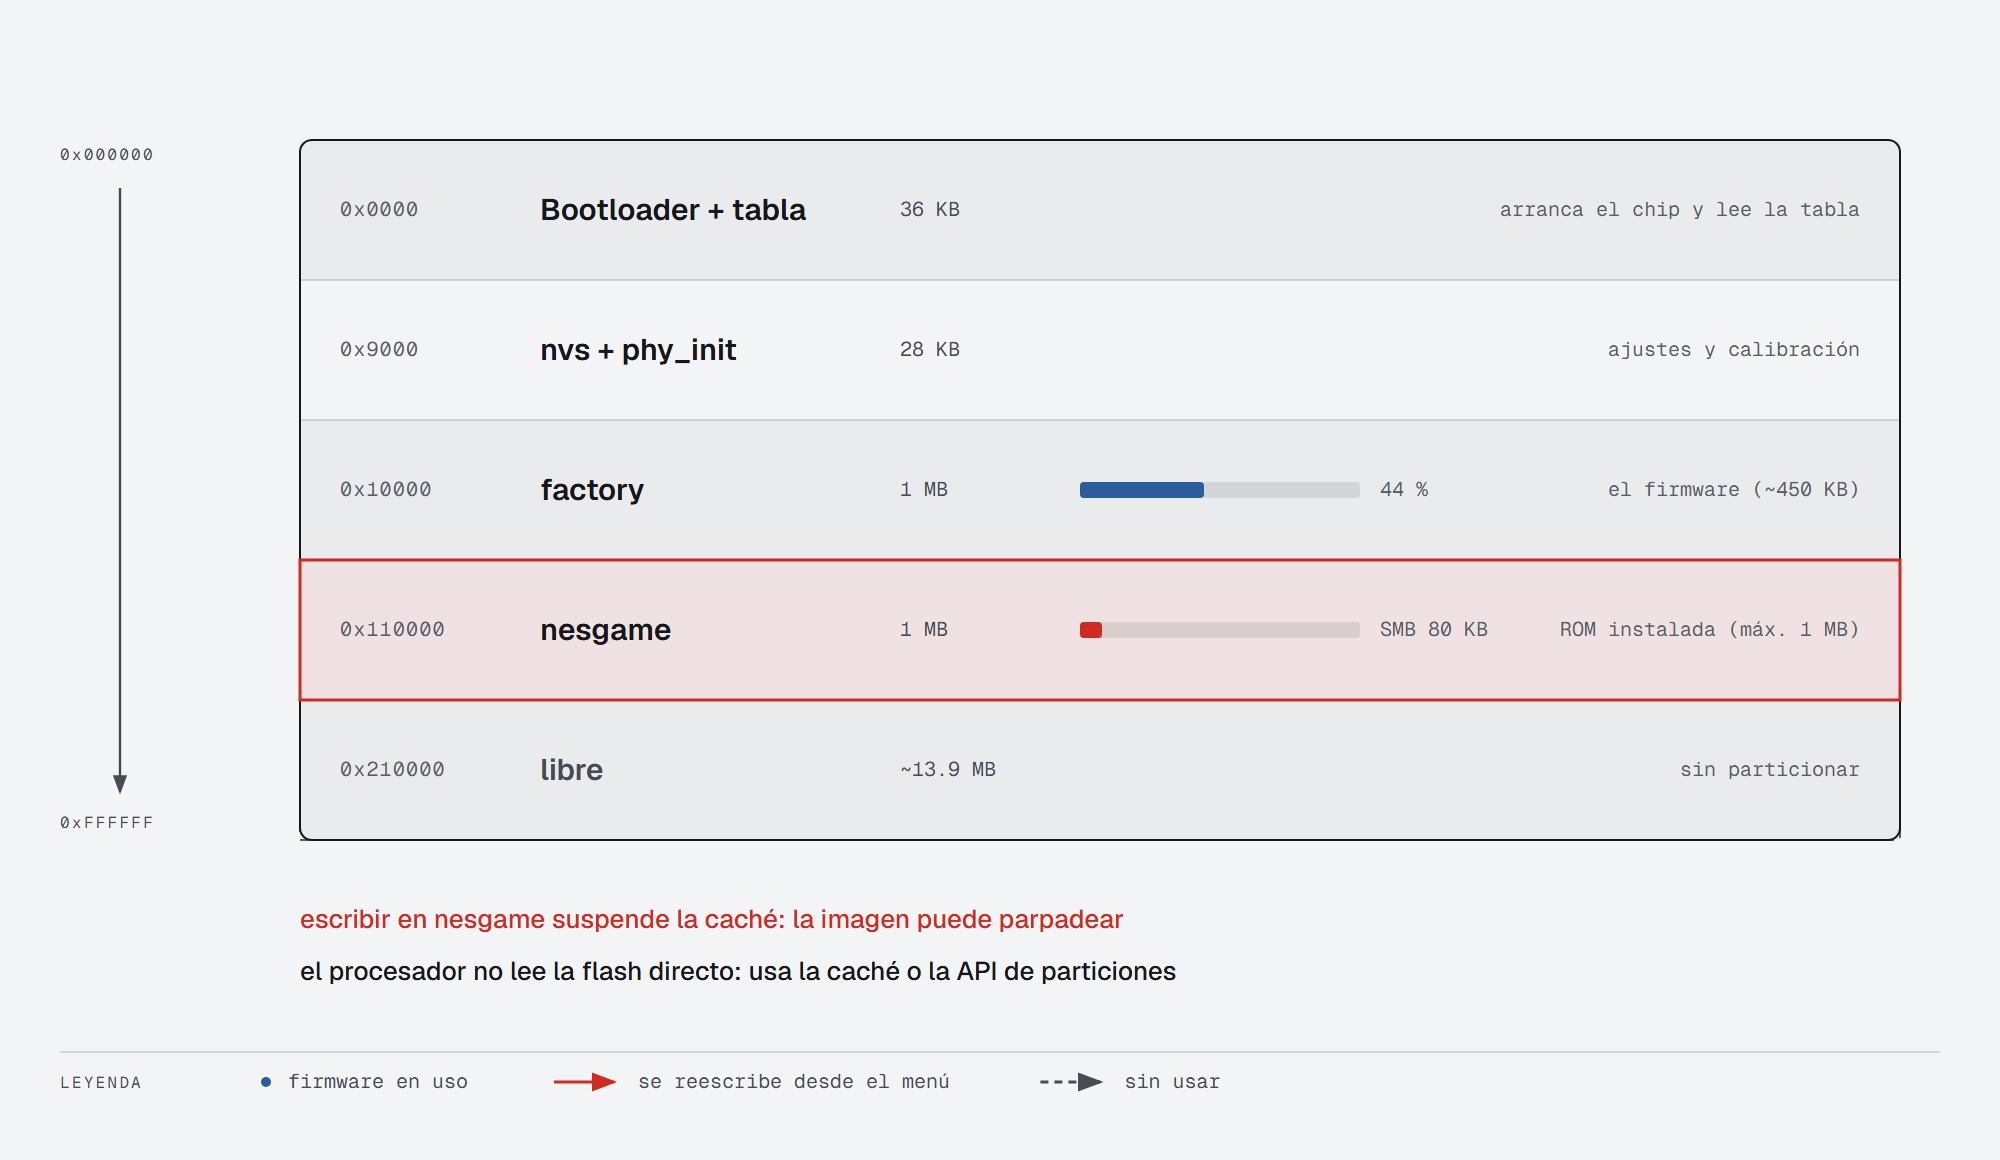 0x000000
0x0000 Bootloader + tabla 36 KB arranca el chip y lee la tabla
0x9000 nvs + phy_init 28 KB ajustes y calibración
0x10000 factory 1 MB 44 % el firmware (~450 KB)
0x110000 nesgame 1 MB SMB 80 KB ROM instalada (máx. 1 MB)
0x210000 libre ~13.9 MB sin particionar
0xFFFFFF
escribir en nesgame suspende la caché: la imagen puede parpadear
el procesador no lee la flash directo: usa la caché o la API de particiones
LEYENDA firmware en uso se reescribe desde el menú sin usar